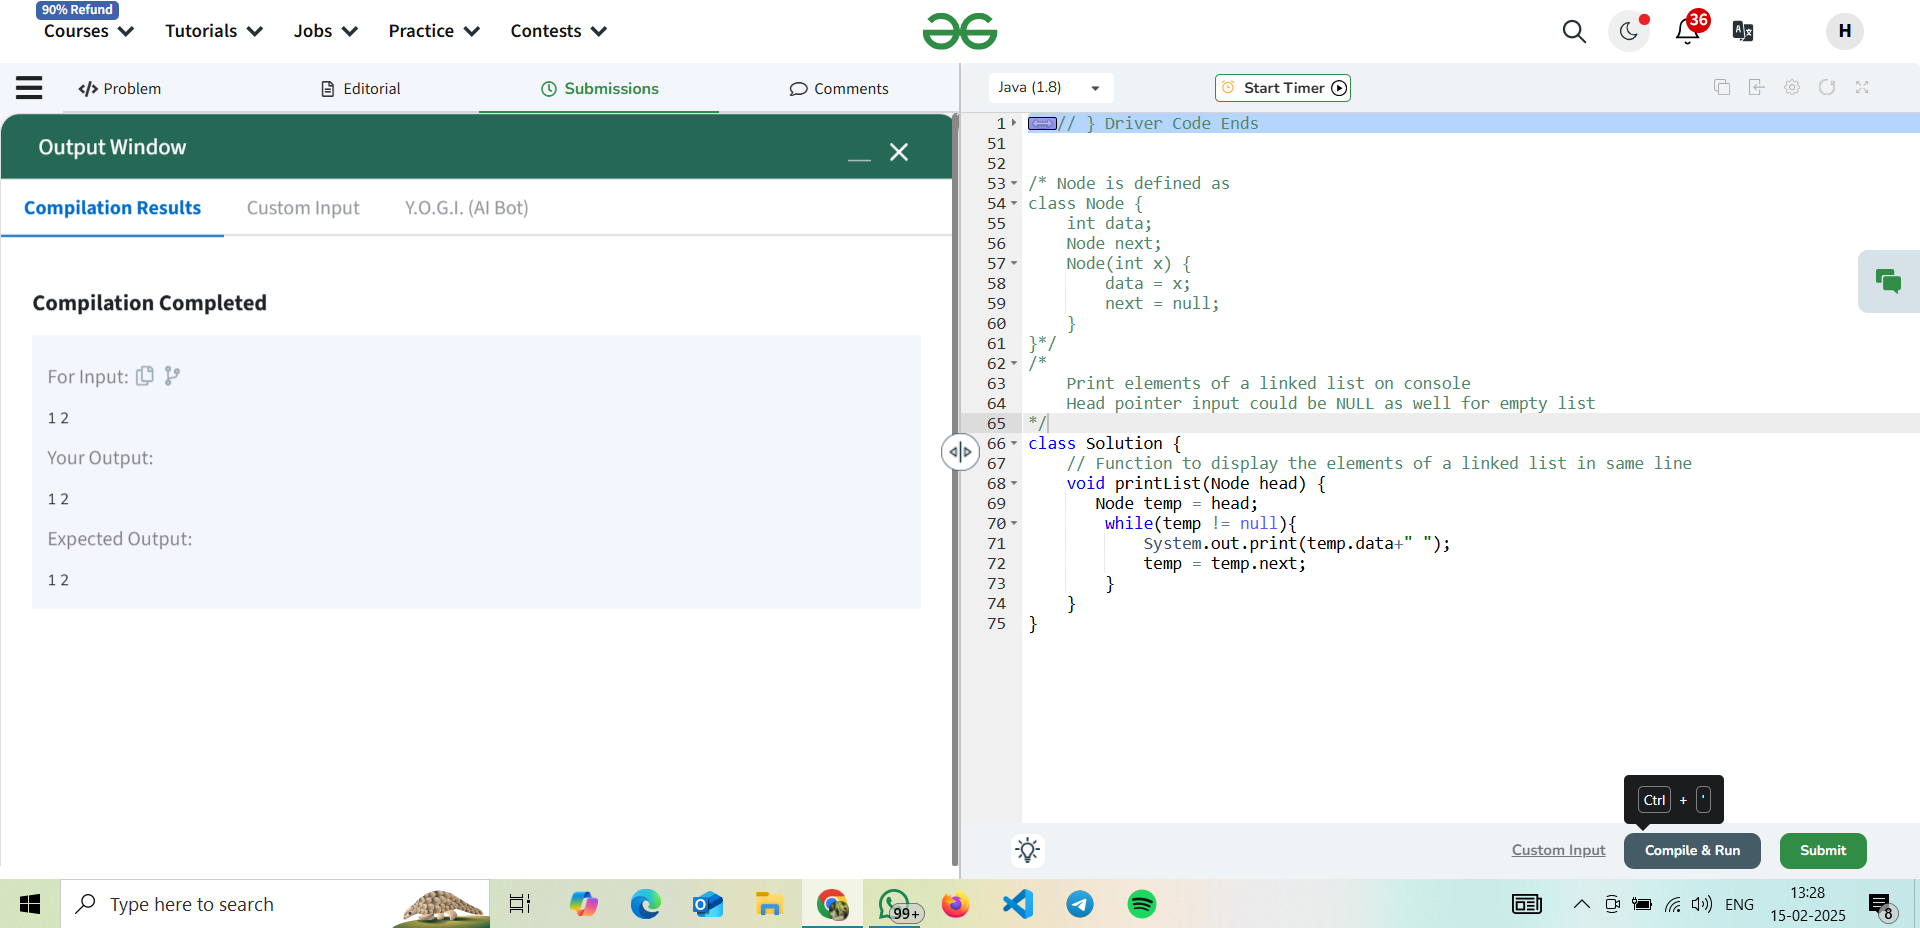 90% Refund
Courses Tutorials Jobs Practice Contests
36
H
</> Problem Editorial Submissions Comments
Java (1.8) Start Timer
Output Window
Compilation Results Custom Input Y.O.G.I. (AI Bot)
Compilation Completed
For Input:
1 2
Your Output:
1 2
Expected Output:
1 2
1 // } Driver Code Ends
51
52
53 /* Node is defined as
54 class Node {
55 int data;
56 Node next;
57 Node(int x) {
58 data = x;
59 next = null;
60 }
61 }*/
62 /*
63 Print elements of a linked list on console
64 Head pointer input could be NULL as well for empty list
65 */
66 class Solution {
67 // Function to display the elements of a linked list in same line
68 void printList(Node head) {
69 Node temp = head;
70 while(temp != null){
71 System.out.print(temp.data+" ");
72 temp = temp.next;
73 }
74 }
75 }
Ctrl + '
Custom Input Compile & Run Submit
Type here to search
99+
ENG
13:28
15-02-2025
8